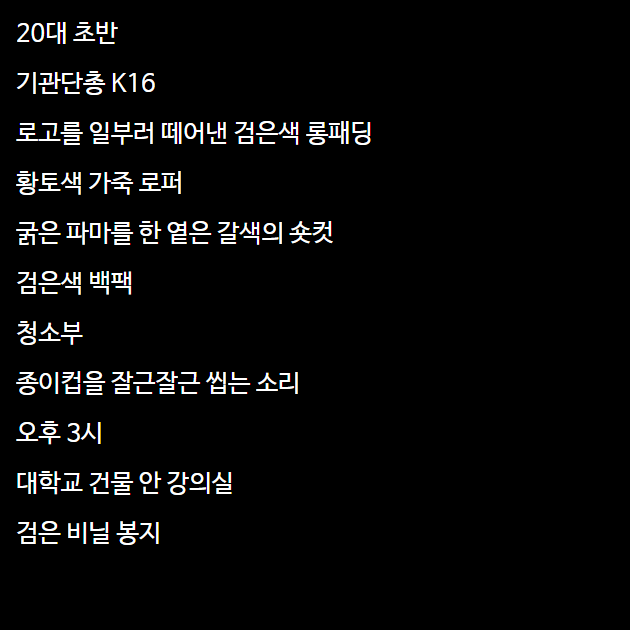 20대 초반
기관단총 K16
로고를 일부러 떼어낸 검은색 롱패딩
황토색 가죽 로퍼
굵은 파마를 한 옅은 갈색의 숏컷
검은색 백팩
청소부
종이컵을 잘근잘근 씹는 소리
오후 3시
대학교 건물 안 강의실
검은 비닐 봉지